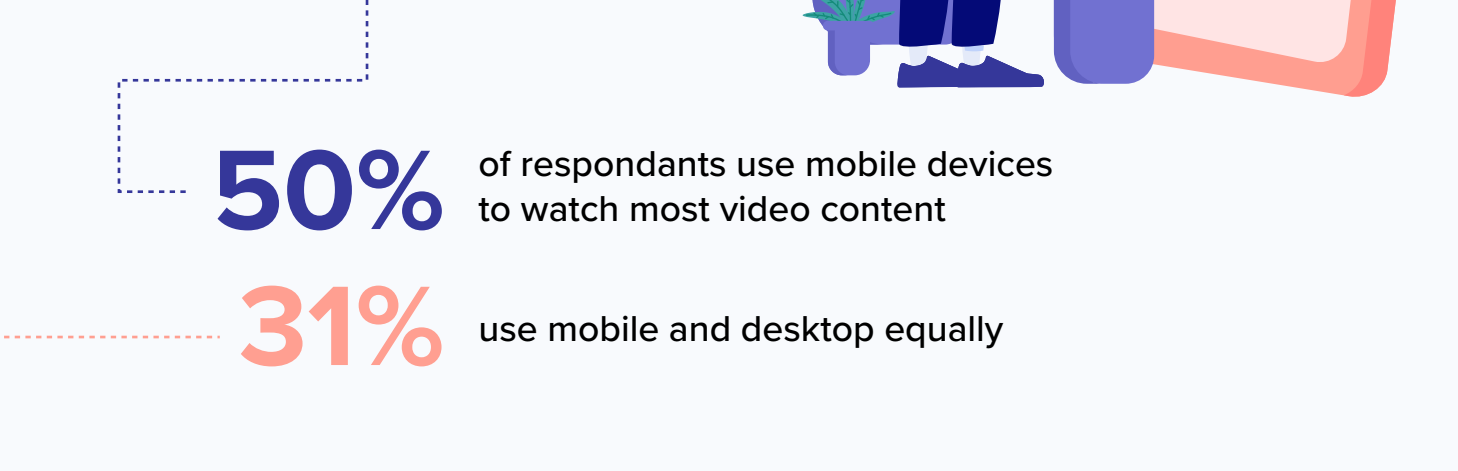 50%
of respondants use mobile devices
to watch most video content
31%
use mobile and desktop equally